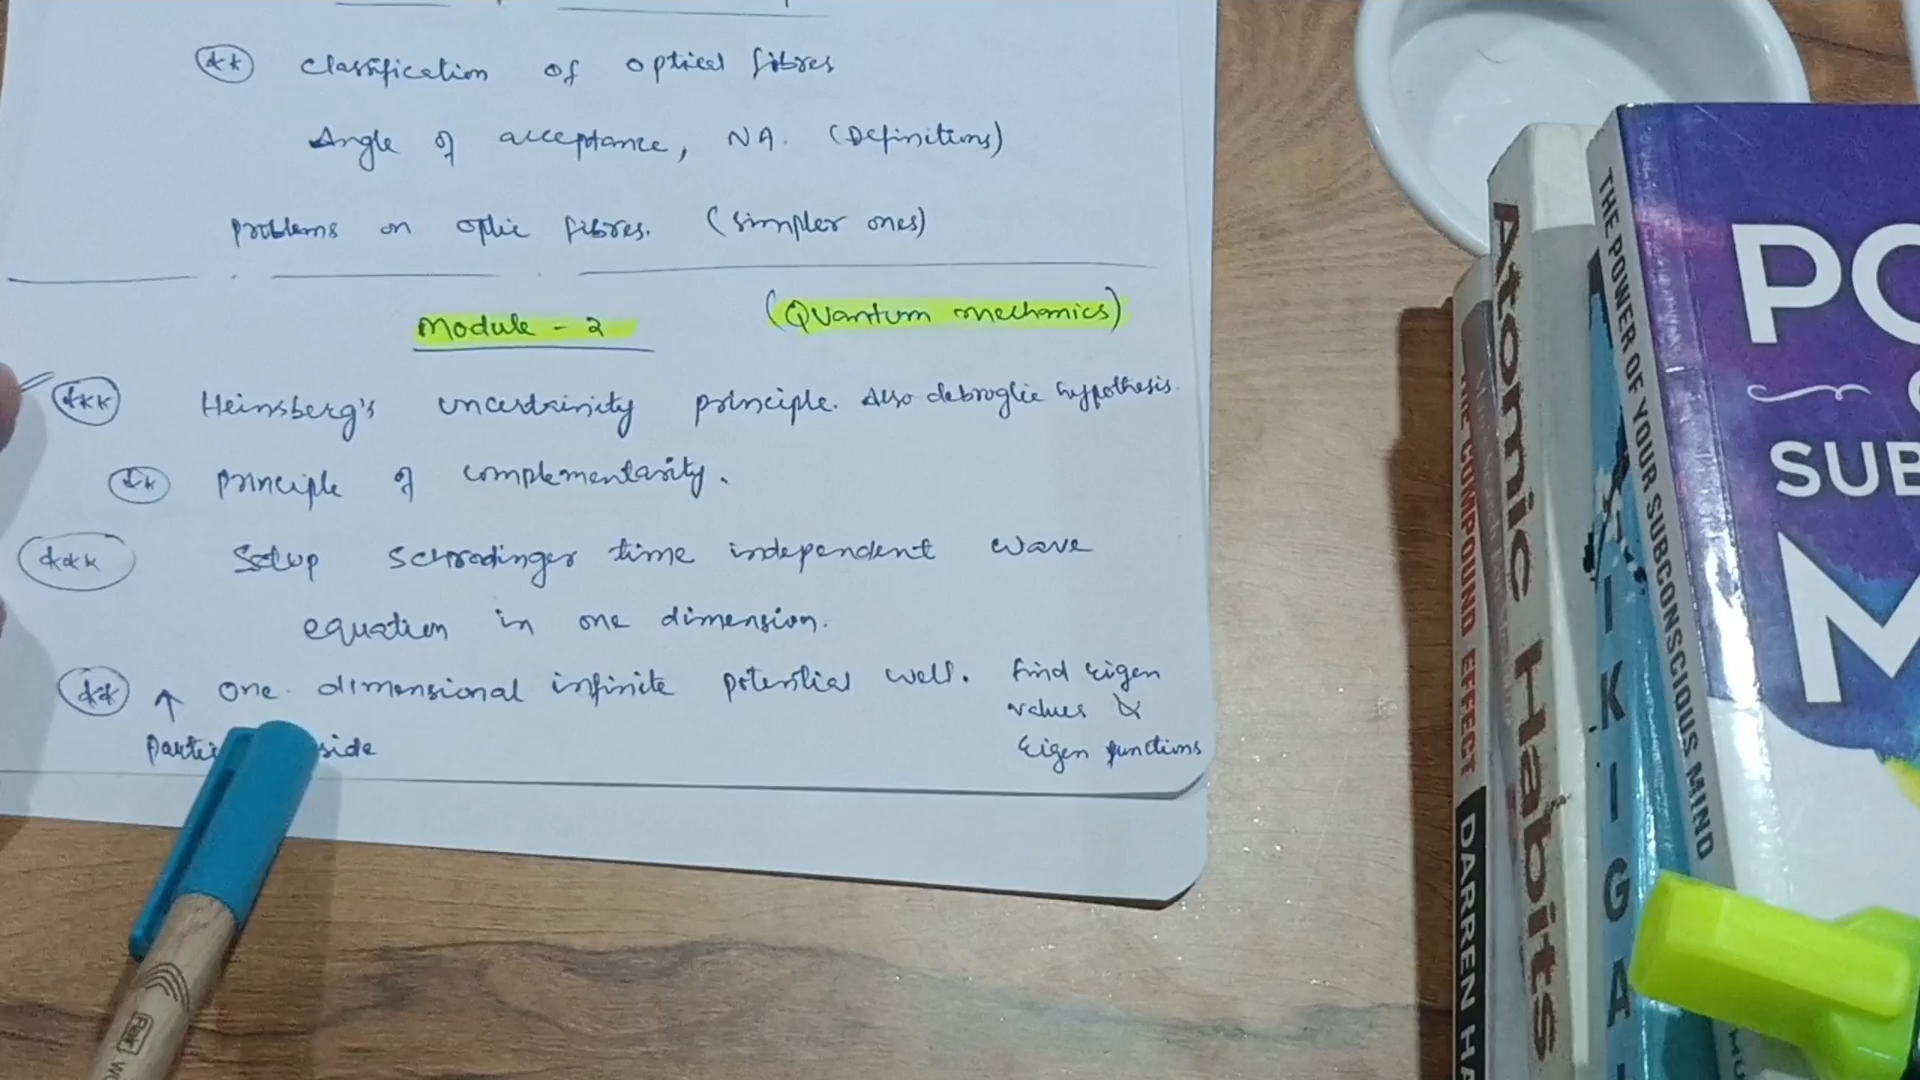 ** classification of optical fibres
Angle of acceptance, NA. (Definitions)
problems on optic fibres. (simpler ones)
Module - 2 (Quantum mechanics)
*** Heinsberg's uncertainity principle. Also debroglie hypothesis.
** principle of complementarity.
*** Setup schrodinger time independent wave
equation in one dimension.
** ↑ one dimensional infinite potential well. find eigen
values &
side Eigen functions
THE COMPOUND EFFECT
DARREN HA
Atomic Habits
IKIGAI
THE POWER OF YOUR SUBCONSCIOUS MIND
PO
SUB
M
Flair